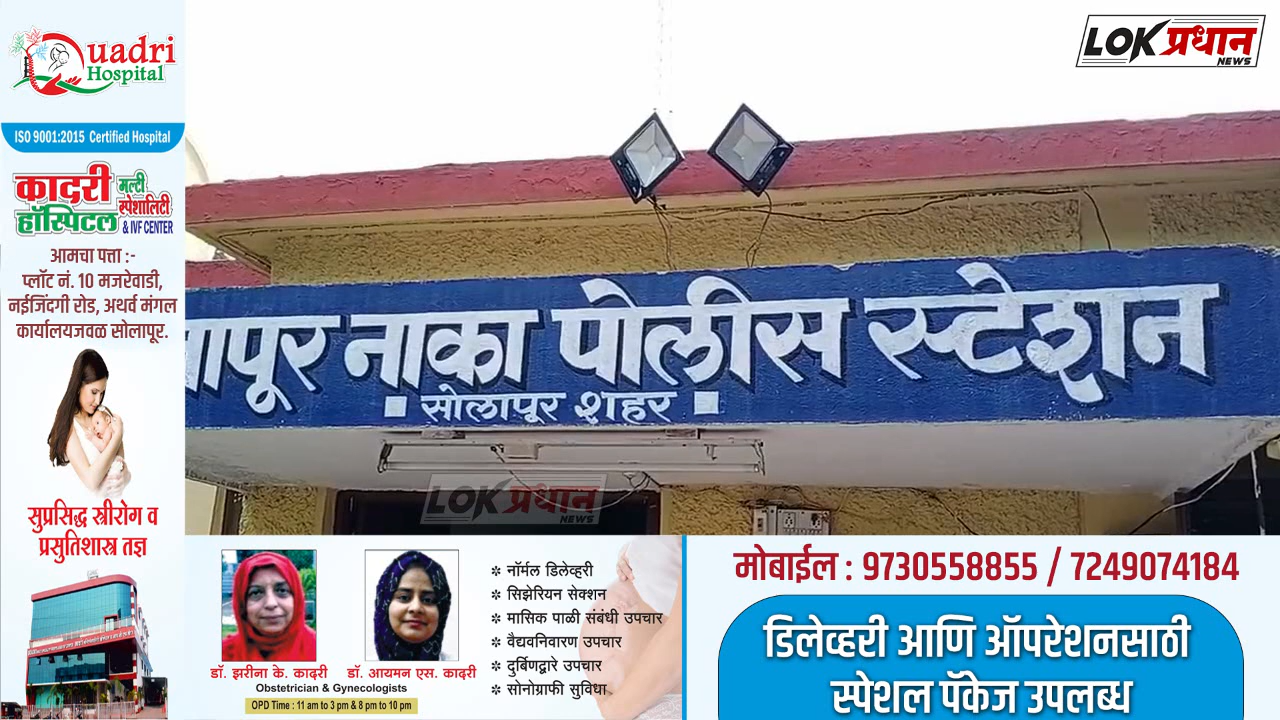 Quadri
Hospital
ISO 9001:2015 Certified Hospital
कादरी
हॉस्पिटल
मल्टी
स्पेशालिटी
& IVF CENTER
आमचा पत्ता :-
प्लॉट नं. 10 मजरेवाडी,
नईजिंदगी रोड, अथर्व मंगल
कार्यालयजवळ सोलापूर.
सुप्रसिद्ध स्त्रीरोग व
प्रसुतिशास्त्र तज्ञ
LOK प्रधान
NEWS
नाका पोलीस स्टेशन
सोलापूर शहर
LOK प्रधान
NEWS
डॉ. झरीना के. कादरी
डॉ. आयमन एस. कादरी
Obstetrician & Gynecologists
OPD Time : 11 am to 3 pm & 8 pm to 10 pm
❇ नॉर्मल डिलेव्हरी
❇ सिझेरियन सेक्शन
❇ मासिक पाळी संबंधी उपचार
❇ वैद्यवनिवारण उपचार
❇ दुर्बिणद्वारे उपचार
❇ सोनोग्राफी सुविधा
मोबाईल : 9730558855 / 7249074184
डिलेव्हरी आणि ऑपरेशनसाठी
स्पेशल पॅकेज उपलब्ध